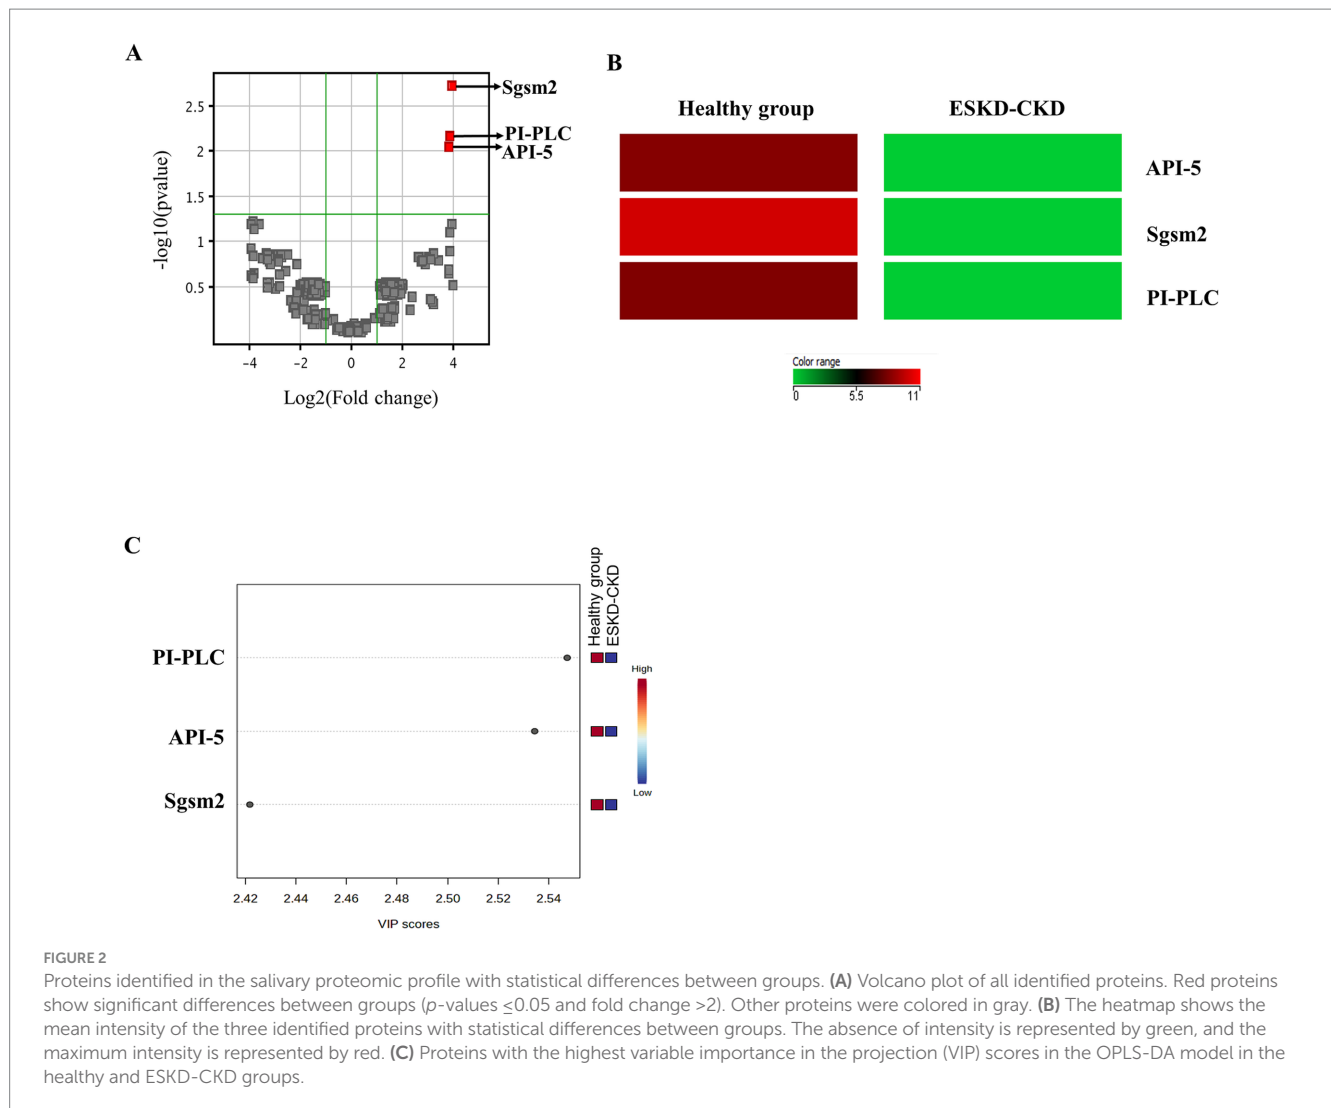 A
-log10(pvalue)
2.5
2
1.5
1
0.5
−4 −2 0 2 4
Log2(Fold change)
Sgsm2
PI-PLC
API-5
B
Healthy group ESKD-CKD
API-5
Sgsm2
PI-PLC
Color range
0 5.5 11
C
Healthy group
ESKD-CKD
PI-PLC
API-5
Sgsm2
High
Low
2.42 2.44 2.46 2.48 2.50 2.52 2.54
VIP scores
FIGURE 2
Proteins identified in the salivary proteomic profile with statistical differences between groups. (A) Volcano plot of all identified proteins. Red proteins
show significant differences between groups (p-values ≤0.05 and fold change >2). Other proteins were colored in gray. (B) The heatmap shows the
mean intensity of the three identified proteins with statistical differences between groups. The absence of intensity is represented by green, and the
maximum intensity is represented by red. (C) Proteins with the highest variable importance in the projection (VIP) scores in the OPLS-DA model in the
healthy and ESKD-CKD groups.